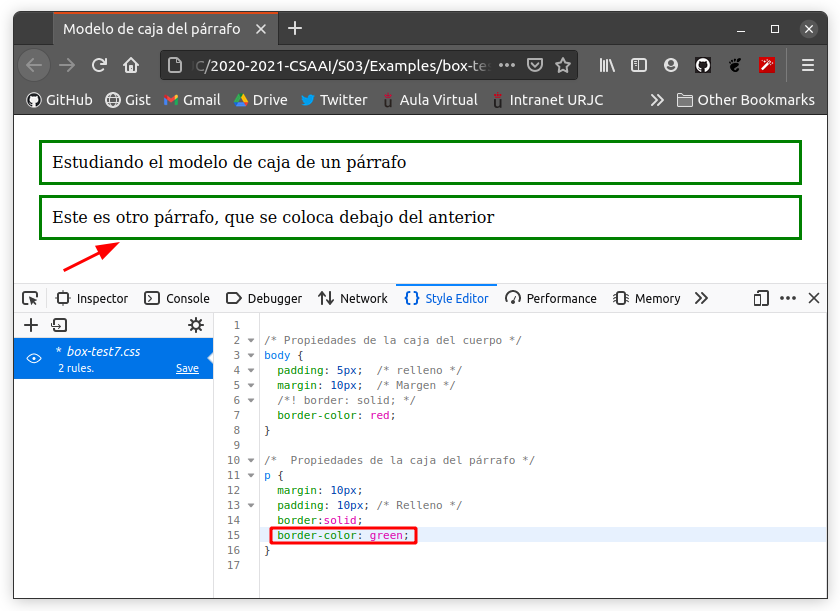 Modelo de caja del párrafo
C/2020-2021-CSAAI/S03/Examples/box-tes
GitHub Gist Gmail Drive Twitter Aula Virtual Intranet URJC Other Bookmarks
Estudiando el modelo de caja de un párrafo
Este es otro párrafo, que se coloca debajo del anterior
Inspector Console Debugger Network {} Style Editor Performance Memory
* box-test7.css
2 rules. Save
1
2 /* Propiedades de la caja del cuerpo */
3 body {
4 padding: 5px; /* relleno */
5 margin: 10px; /* Margen */
6 /*! border: solid; */
7 border-color: red;
8 }
9
10 /* Propiedades de la caja del párrafo */
11 p {
12 margin: 10px;
13 padding: 10px; /* Relleno */
14 border:solid;
15 border-color: green;
16 }
17